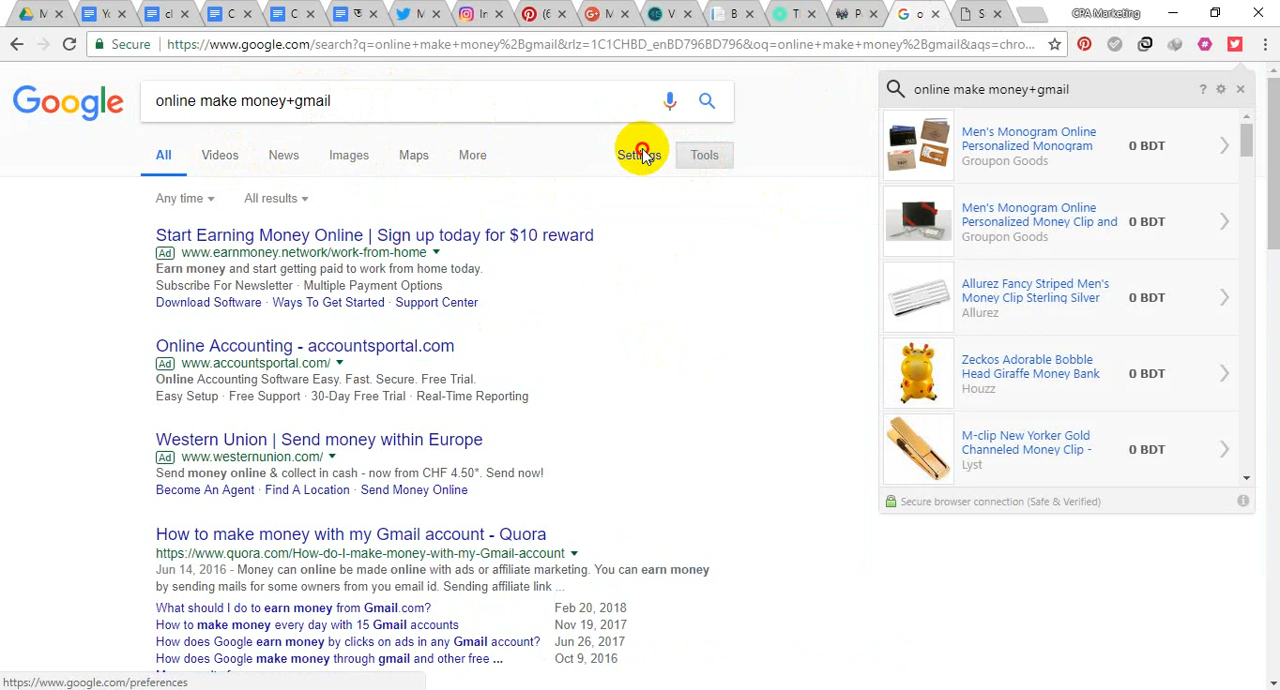 M
Yo
cl
C
C
ই
M
In
(6
M
V
B
T
P
o
S
CPA Marketing
Secure
https://www.google.com/search?q=online+make+money%2Bgmail&rlz=1C1CHBD_enBD796BD796&oq=online+make+money%2Bgmail&aqs=chro...
Google
online make money+gmail
All Videos News Images Maps More Settings Tools
Any time All results
Start Earning Money Online | Sign up today for $10 reward
Ad www.earnmoney.network/work-from-home
Earn money and start getting paid to work from home today.
Subscribe For Newsletter · Multiple Payment Options
Download Software · Ways To Get Started · Support Center
Online Accounting - accountsportal.com
Ad www.accountsportal.com/
Online Accounting Software Easy. Fast. Secure. Free Trial.
Easy Setup · Free Support · 30-Day Free Trial · Real-Time Reporting
Western Union | Send money within Europe
Ad www.westernunion.com/
Send money online & collect in cash - now from CHF 4.50*. Send now!
Become An Agent · Find A Location · Send Money Online
How to make money with my Gmail account - Quora
https://www.quora.com/How-do-I-make-money-with-my-Gmail-account
Jun 14, 2016 - Money can online be made online with ads or affiliate marketing. You can earn money
by sending mails for some owners from you email id. Sending affiliate link ...
What should I do to earn money from Gmail.com? Feb 20, 2018
How to make money every day with 15 Gmail accounts Nov 19, 2017
How does Google earn money by clicks on ads in any Gmail account? Jun 26, 2017
How does Google make money through gmail and other free ... Oct 9, 2016
https://www.google.com/preferences
online make money+gmail ?
Men's Monogram Online
Personalized Monogram 0 BDT
Groupon Goods
Men's Monogram Online
Personalized Money Clip and 0 BDT
Groupon Goods
Allurez Fancy Striped Men's
Money Clip Sterling Silver 0 BDT
Allurez
Zeckos Adorable Bobble
Head Giraffe Money Bank 0 BDT
Houzz
M-clip New Yorker Gold
Channeled Money Clip - 0 BDT
Lyst
Secure browser connection (Safe & Verified)